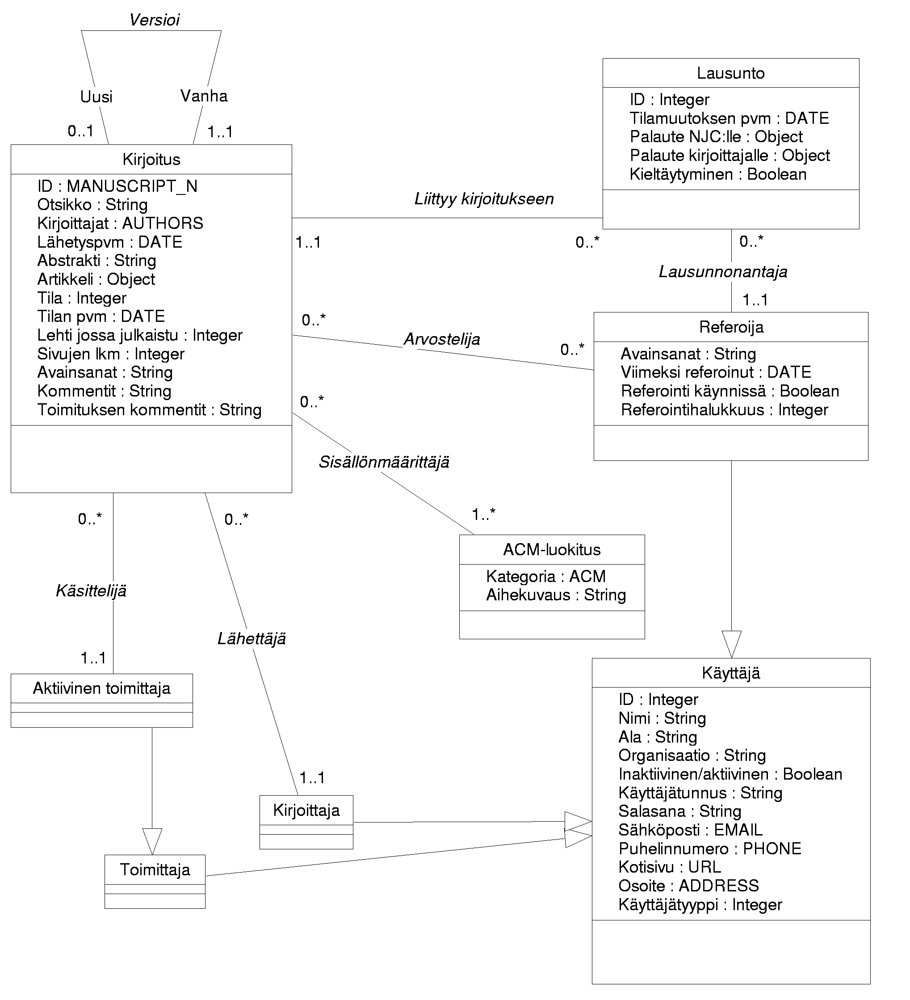 Versioi
Uusi
Vanha
0..1
1..1
Kirjoitus
ID : MANUSCRIPT_N
Otsikko : String
Kirjoittajat : AUTHORS
Lähetyspvm : DATE
Abstrakti : String
Artikkeli : Object
Tila : Integer
Tilan pvm : DATE
Lehti jossa julkaistu : Integer
Sivujen lkm : Integer
Avainsanat : String
Kommentit : String
Toimituksen kommentit : String
Lausunto
ID : Integer
Tilamuutoksen pvm : DATE
Palaute NJC:lle : Object
Palaute kirjoittajalle : Object
Kieltäytyminen : Boolean
Liittyy kirjoitukseen
1..1
0..*
0..*
Lausunnonantaja
1..1
Referoija
Avainsanat : String
Viimeksi referoinut : DATE
Referointi käynnissä : Boolean
Referointihalukkuus : Integer
0..*
Arvostelija
0..*
0..*
Sisällönmäärittäjä
1..*
ACM-luokitus
Kategoria : ACM
Aihekuvaus : String
0..*
Käsittelijä
1..1
Aktiivinen toimittaja
0..*
Lähettäjä
1..1
Kirjoittaja
Toimittaja
Käyttäjä
ID : Integer
Nimi : String
Ala : String
Organisaatio : String
Inaktiivinen/aktiivinen : Boolean
Käyttäjätunnus : String
Salasana : String
Sähköposti : EMAIL
Puhelinnumero : PHONE
Kotisivu : URL
Osoite : ADDRESS
Käyttäjätyyppi : Integer